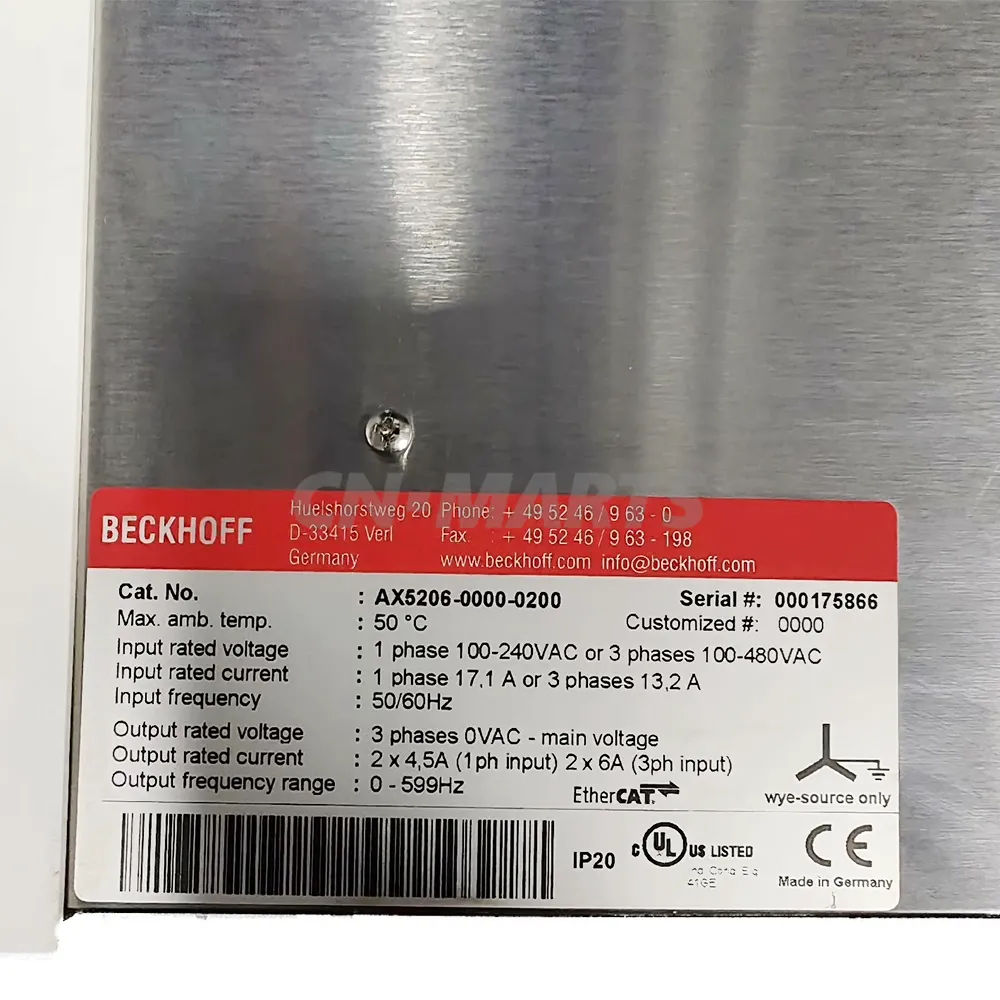 CN-MARTS
BECKHOFF
Huelshorstweg 20 Phone: + 49 52 46 / 9 63 - 0
D-33415 Verl Fax. : + 49 52 46 / 9 63 - 198
Germany www.beckhoff.com info@beckhoff.com
Cat. No. : AX5206-0000-0200 Serial #: 000175866
Max. amb. temp. : 50 °C Customized #: 0000
Input rated voltage : 1 phase 100-240VAC or 3 phases 100-480VAC
Input rated current : 1 phase 17,1 A or 3 phases 13,2 A
Input frequency : 50/60Hz
Output rated voltage : 3 phases 0VAC - main voltage
Output rated current : 2 x 4,5A (1ph input) 2 x 6A (3ph input)
Output frequency range : 0 - 599Hz
EtherCAT
wye-source only
IP20 c UL US LISTED CE
41GE
Made in Germany